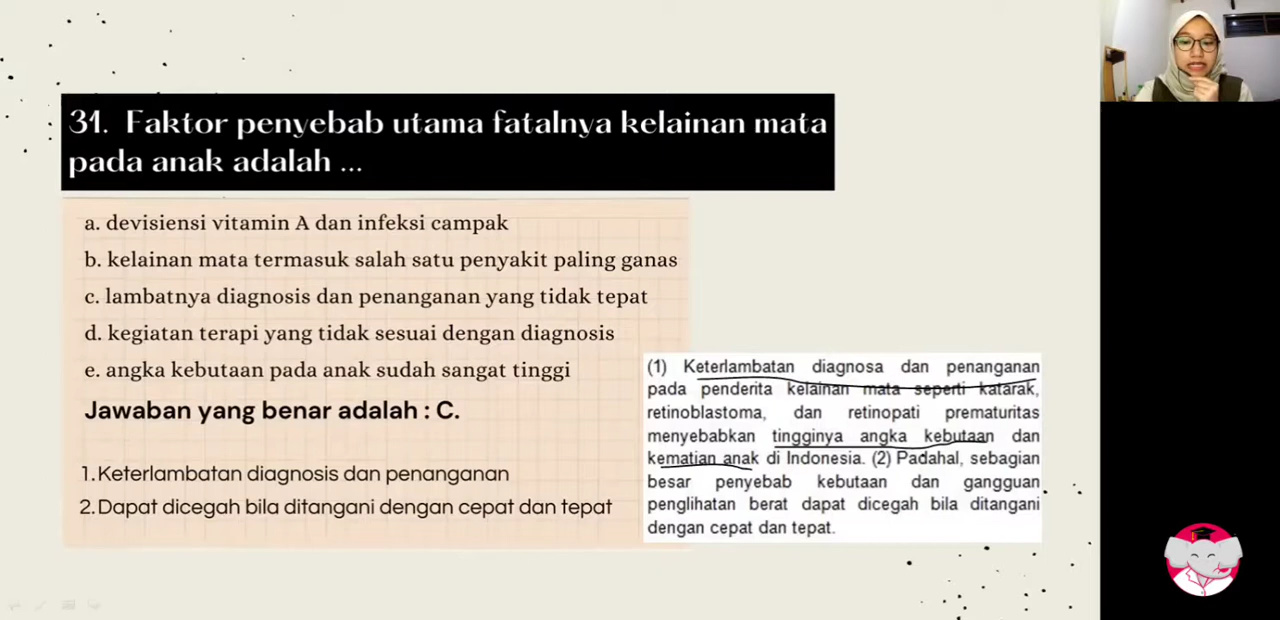 31. Faktor penyebab utama fatalnya kelainan mata
pada anak adalah ...
a. devisiensi vitamin A dan infeksi campak
b. kelainan mata termasuk salah satu penyakit paling ganas
c. lambatnya diagnosis dan penanganan yang tidak tepat
d. kegiatan terapi yang tidak sesuai dengan diagnosis
e. angka kebutaan pada anak sudah sangat tinggi
Jawaban yang benar adalah : C.
1. Keterlambatan diagnosis dan penanganan
2. Dapat dicegah bila ditangani dengan cepat dan tepat
(1) Keterlambatan diagnosa dan penanganan
pada penderita kelainan mata seperti katarak,
retinoblastoma, dan retinopati prematuritas
menyebabkan tingginya angka kebutaan dan
kematian anak di Indonesia. (2) Padahal, sebagian
besar penyebab kebutaan dan gangguan
penglihatan berat dapat dicegah bila ditangani
dengan cepat dan tepat.